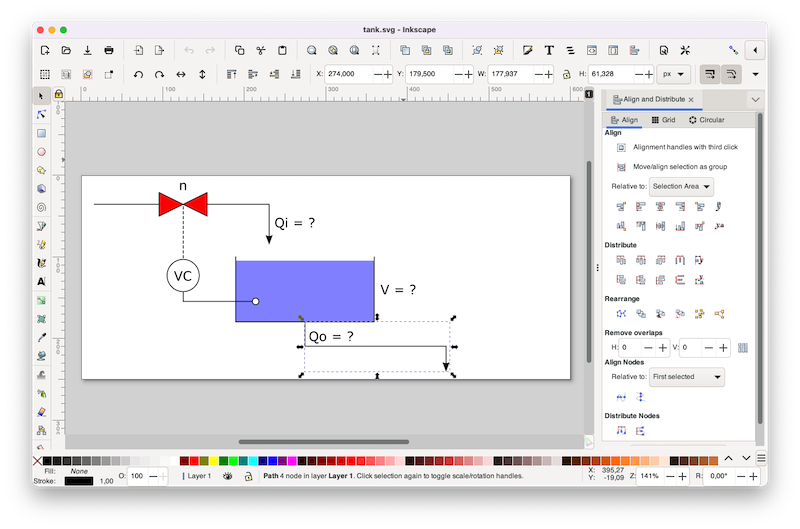 tank.svg - Inkscape
X: 274,000 Y: 179,500 W: 177,937 H: 61,328 px
Align and Distribute
0 100 200 300 400 500 600
1
Align Grid Circular
Align
Alignment handles with third click
Move/align selection as group
Relative to: Selection Area
Distribute
Rearrange
Remove overlaps
H: 0 V: 0
Align Nodes
Relative to: First selected
Distribute Nodes
n
Qi = ?
VC
V = ?
Qo = ?
Fill: None
Stroke: 1,00
O: 100
Layer 1
Path 4 node in layer Layer 1. Click selection again to toggle scale/rotation handles.
X: 395,27
Y: -19,09
Z: 141%
R: 0,00°